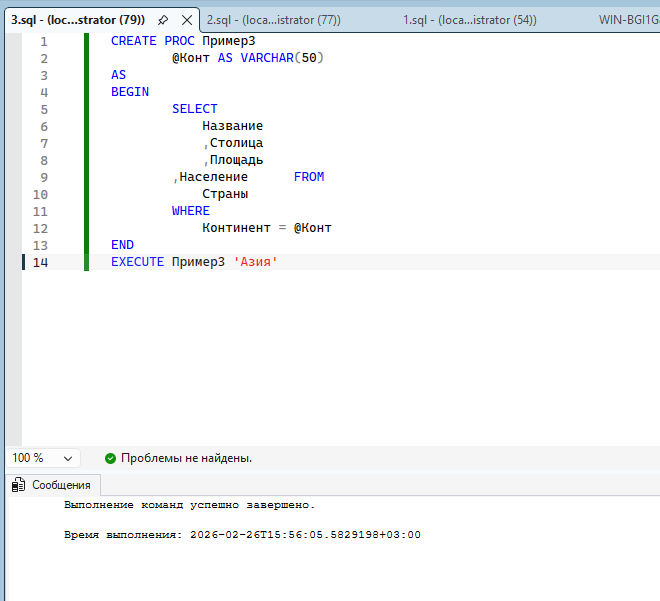 3.sql - (loc...strator (79)) 2.sql - (loca...istrator (77)) 1.sql - (loca...istrator (54)) WIN-BGI1G
1 CREATE PROC Пример3
2 @Конт AS VARCHAR(50)
3 AS
4 BEGIN
5 SELECT
6 Название
7 ,Столица
8 ,Площадь
9 ,Население FROM
10 Страны
11 WHERE
12 Континент = @Конт
13 END
14 EXECUTE Пример3 'Азия'
100 % Проблемы не найдены.
Сообщения
Выполнение команд успешно завершено.
Время выполнения: 2026-02-26T15:56:05.5829198+03:00